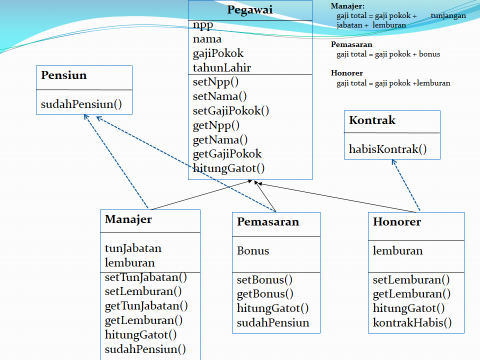 Pegawai
npp
nama
gajiPokok
tahunLahir
setNpp()
setNama()
setGajiPokok()
getNpp()
getNama()
getGajiPokok
hitungGatot()
Manajer:
gaji total = gaji pokok + tunjangan
jabatan + lemburan
Pemasaran
gaji total = gaji pokok + bonus
Honorer
gaji total = gaji pokok +lemburan
Pensiun
sudahPensiun()
Kontrak
habisKontrak()
Manajer
tunJabatan
lemburan
setTunJabatan()
setLemburan()
getTunJabatan()
getLemburan()
hitungGatot()
sudahPensiun()
Pemasaran
Bonus
setBonus()
getBonus()
hitungGatot()
sudahPensiun
Honorer
lemburan
setLemburan()
getLemburan()
hitungGatot()
kontrakHabis()